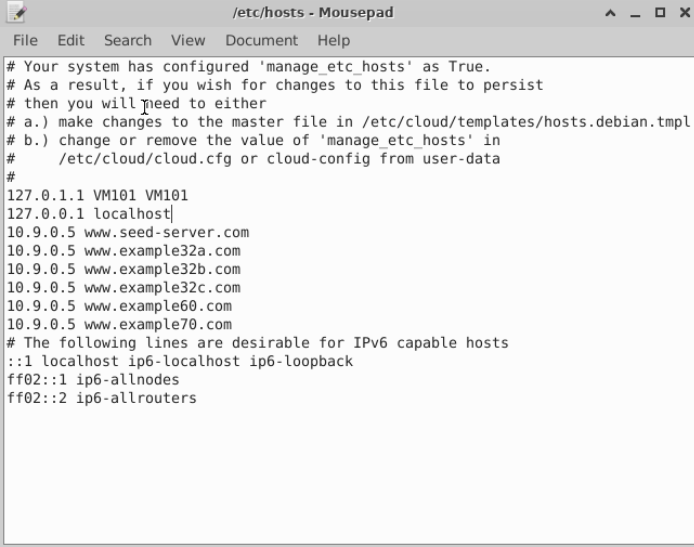 /etc/hosts - Mousepad
File Edit Search View Document Help
# Your system has configured 'manage_etc_hosts' as True.
# As a result, if you wish for changes to this file to persist
# then you will need to either
# a.) make changes to the master file in /etc/cloud/templates/hosts.debian.tmpl
# b.) change or remove the value of 'manage_etc_hosts' in
#     /etc/cloud/cloud.cfg or cloud-config from user-data
#
127.0.1.1 VM101 VM101
127.0.0.1 localhost
10.9.0.5 www.seed-server.com
10.9.0.5 www.example32a.com
10.9.0.5 www.example32b.com
10.9.0.5 www.example32c.com
10.9.0.5 www.example60.com
10.9.0.5 www.example70.com
# The following lines are desirable for IPv6 capable hosts
::1 localhost ip6-localhost ip6-loopback
ff02::1 ip6-allnodes
ff02::2 ip6-allrouters